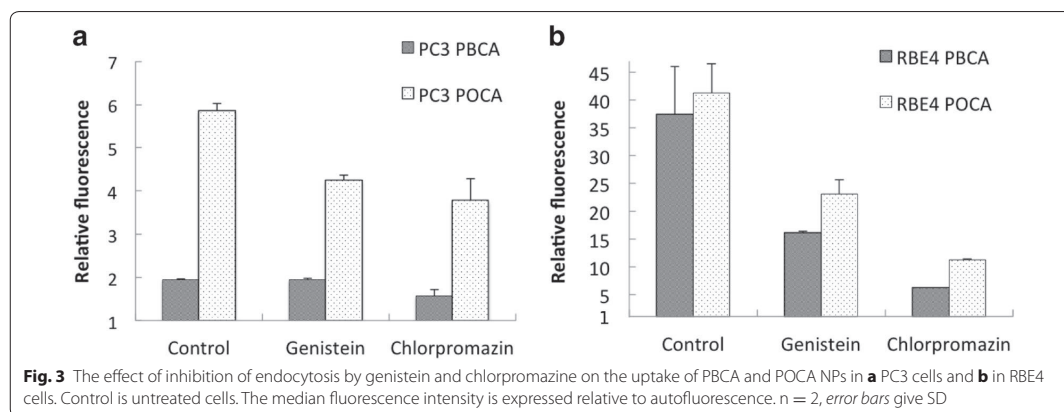 a
PC3 PBCA
PC3 POCA
Relative fluorescence
7
6
5
4
3
2
1
Control
Genistein
Chlorpromazin
b
RBE4 PBCA
RBE4 POCA
Relative fluorescence
45
40
35
30
25
20
15
10
5
1
Control
Genistein
Chlorpromazin
Fig. 3 The effect of inhibition of endocytosis by genistein and chlorpromazine on the uptake of PBCA and POCA NPs in a PC3 cells and b in RBE4
cells. Control is untreated cells. The median fluorescence intensity is expressed relative to autofluorescence. n = 2, error bars give SD